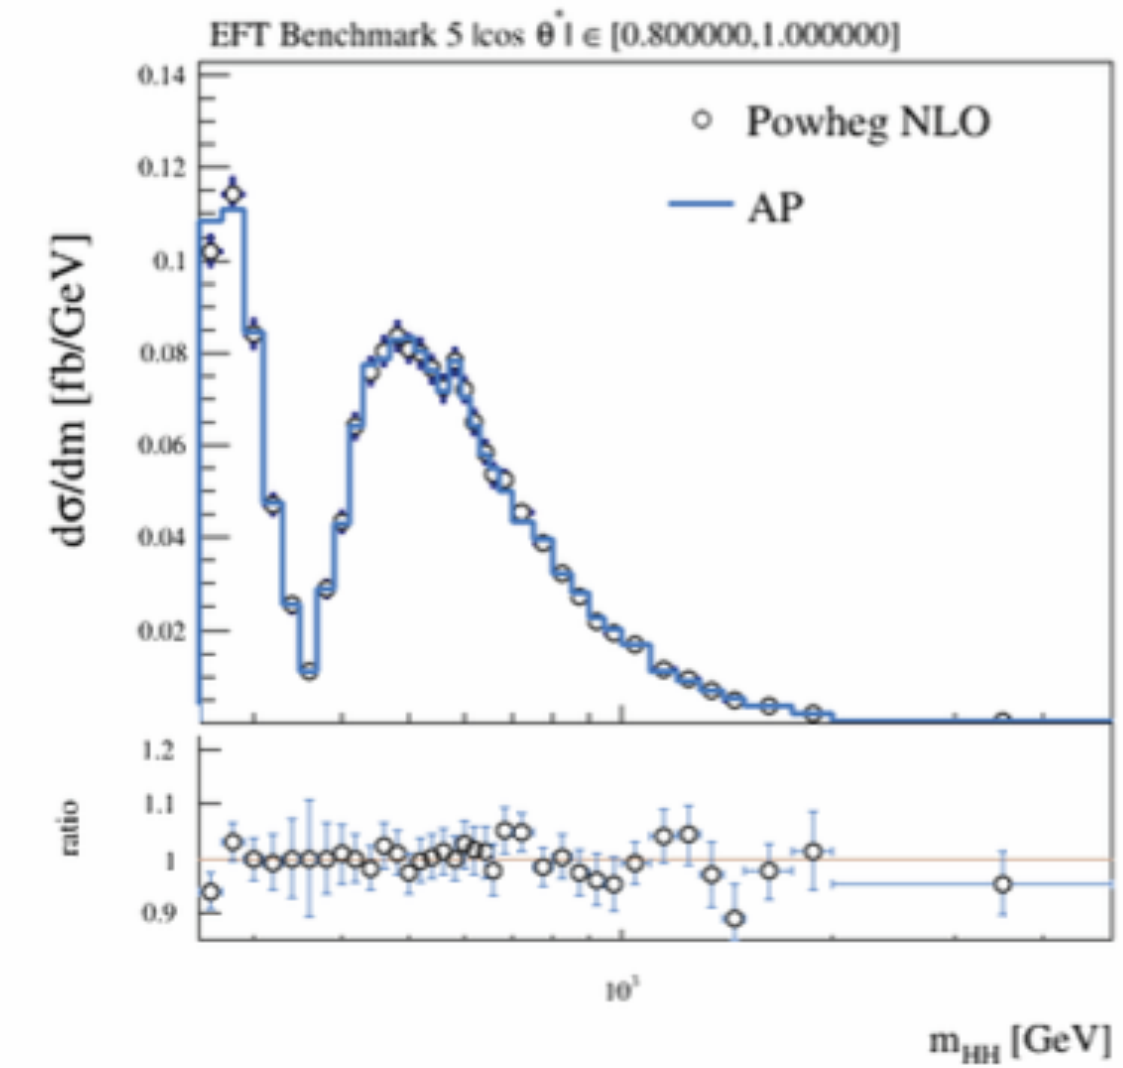 EFT Benchmark 5 |cos θ*| ∈ [0.800000,1.000000]
0.14
0.12
0.1
0.08
0.06
0.04
0.02
dσ/dm [fb/GeV]
Powheg NLO
AP
1.2
1.1
1
0.9
ratio
10³
m_HH [GeV]